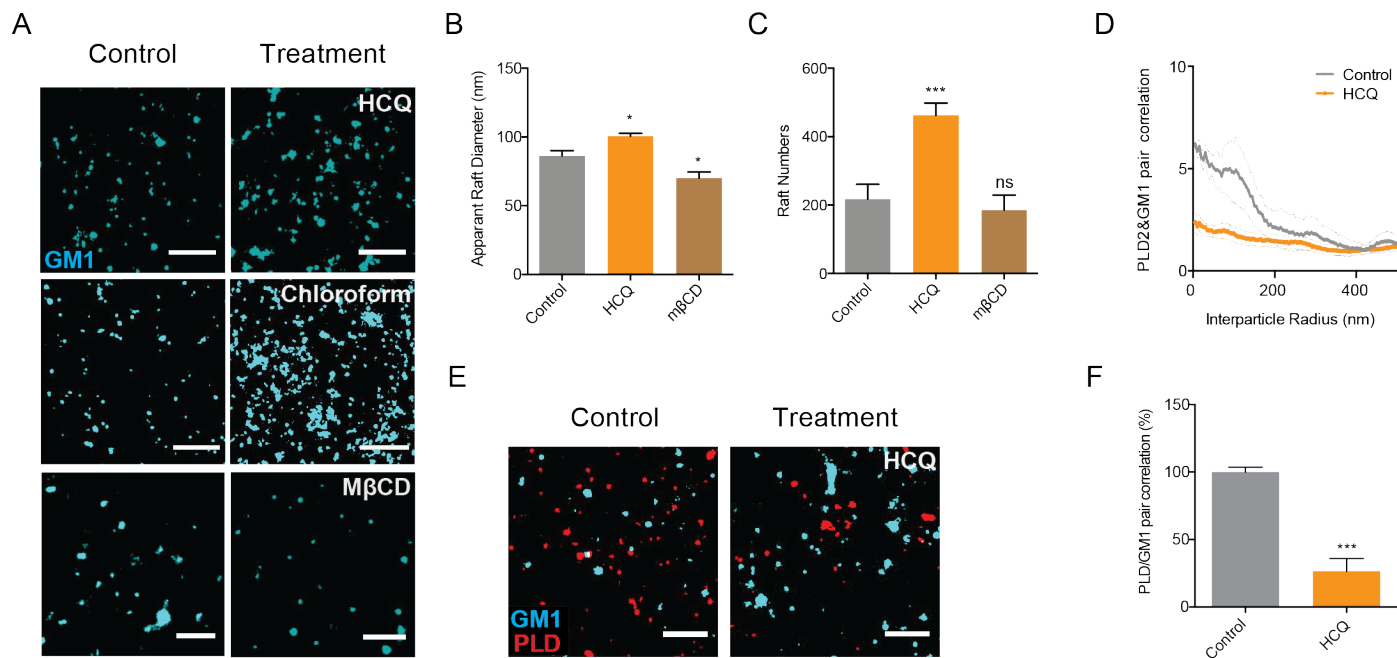 A
Control
Treatment
HCQ
GM1
Chloroform
MβCD
B
Apparant Raft Diameter (nm)
150
100
50
0
*
*
Control
HCQ
mβCD
C
Raft Numbers
600
400
200
0
***
ns
Control
HCQ
mβCD
D
PLD2&GM1 pair correlation
10
5
0
Control
HCQ
0
200
400
Interparticle Radius (nm)
E
Control
Treatment
HCQ
GM1
PLD
F
PLD/GM1 pair correlation (%)
150
100
50
0
***
Control
HCQ